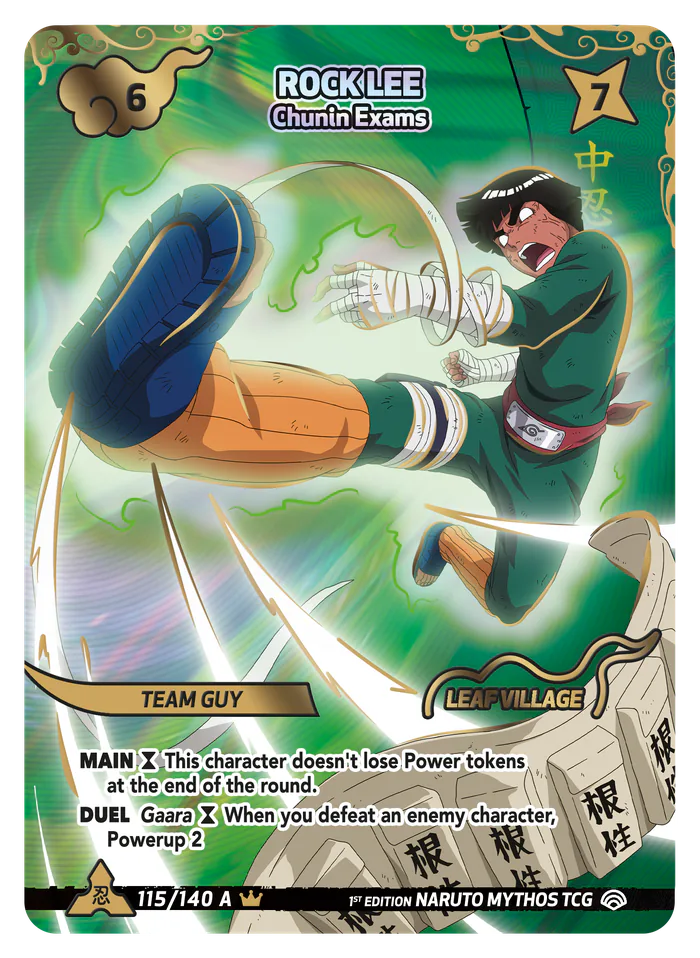 6
ROCK LEE
7
Chunin Exams
中
忍
TEAM GUY
LEAF VILLAGE
MAIN This character doesn't lose Power tokens
at the end of the round.
DUEL Gaara When you defeat an enemy character,
Powerup 2
根
性
根
性
根
性
根
忍
115/140 A
1ST EDITION NARUTO MYTHOS TCG